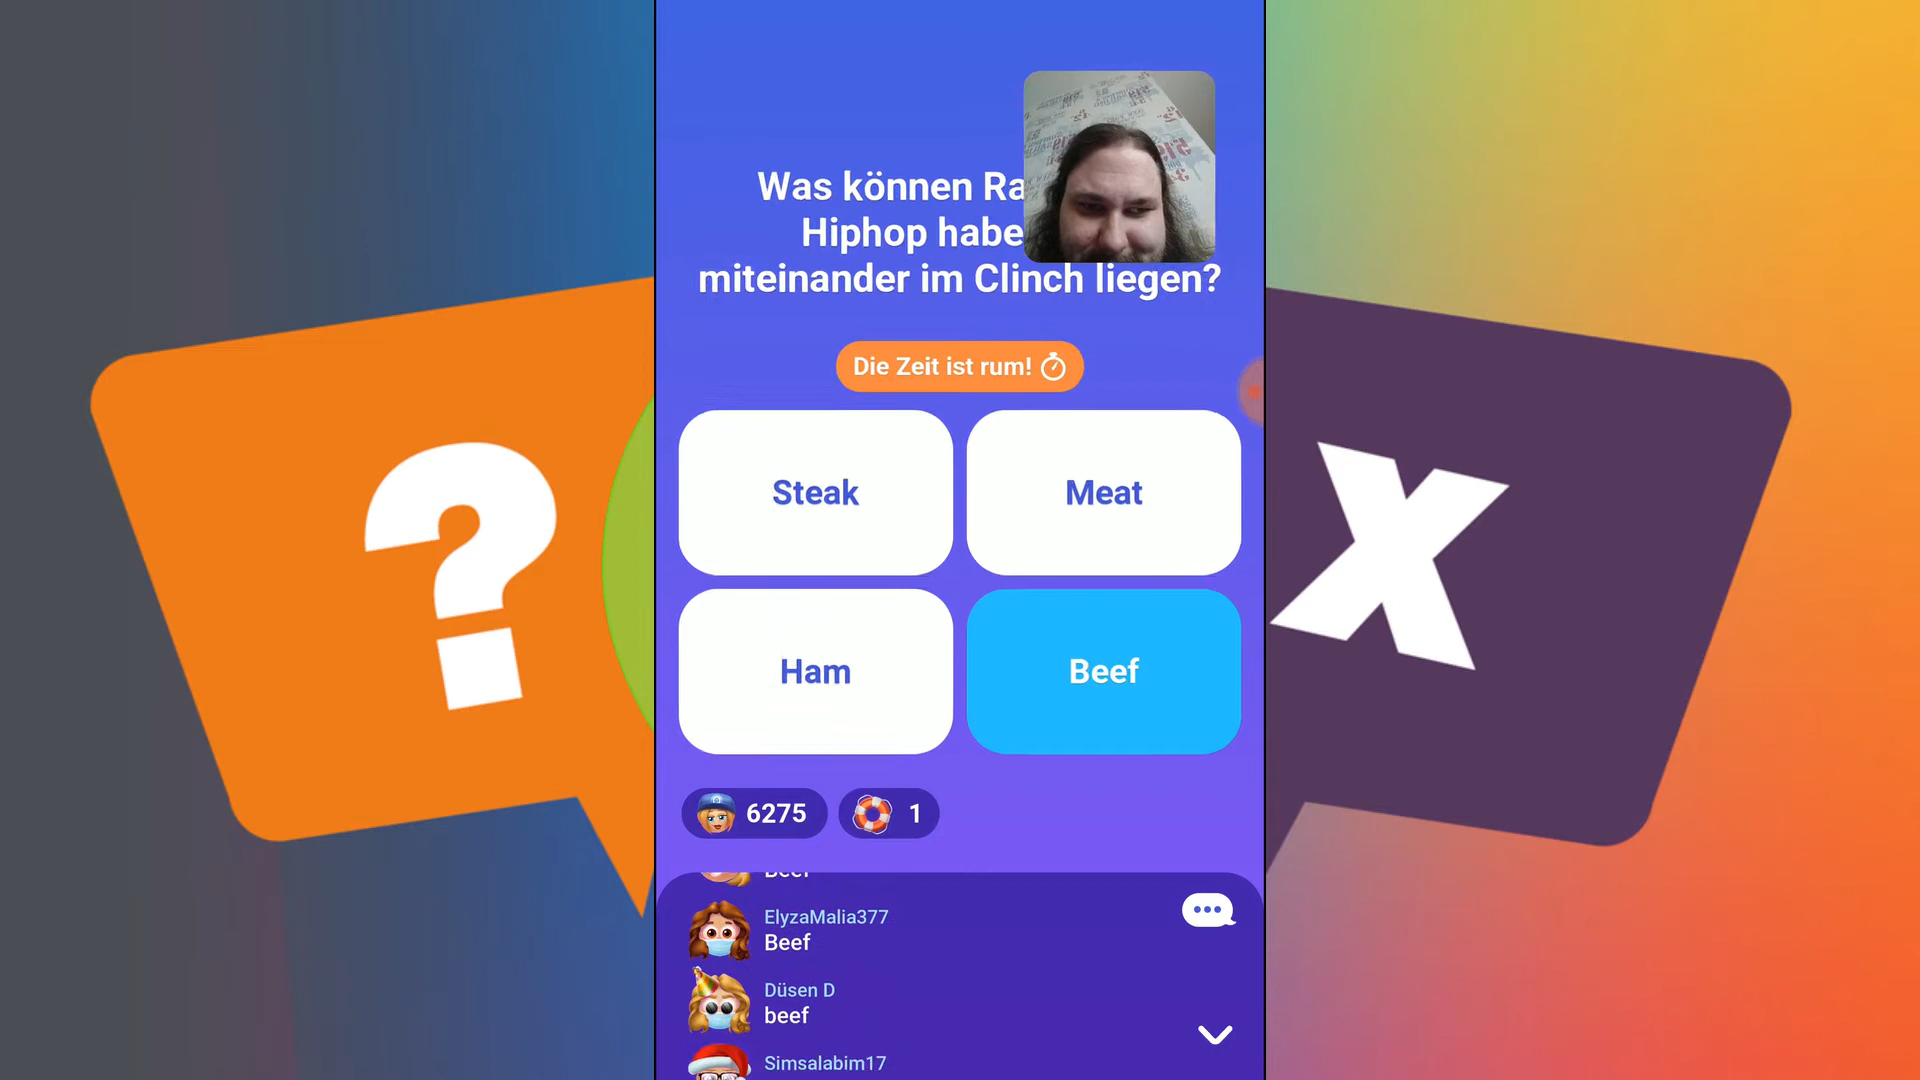 Was können Ra
Hiphop habe
miteinander im Clinch liegen?
Die Zeit ist rum!
Steak
Meat
Ham
Beef
6275
1
Beef
ElyzaMalia377
Beef
Düsen D
beef
Simsalabim17
?
X